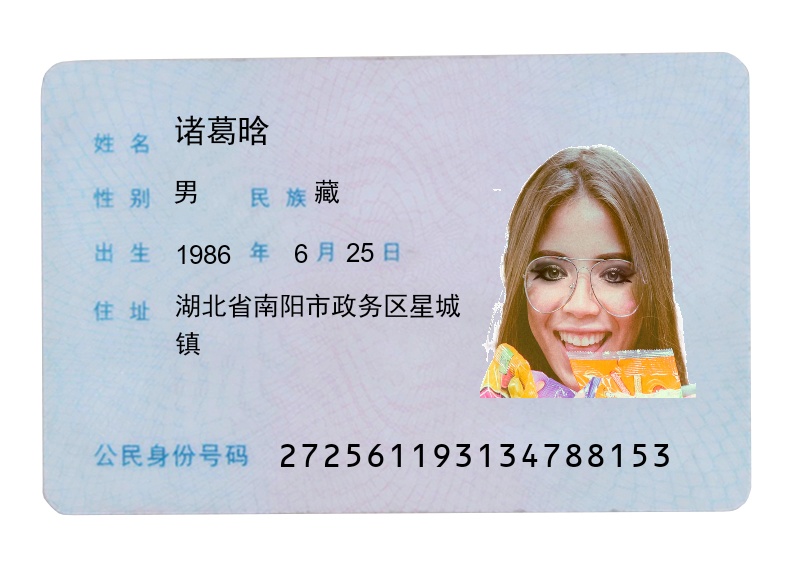 姓名 诸葛晗
性别 男 民族 藏
出生 1986 年 6 月 25 日
住址 湖北省南阳市政务区星城
镇
公民身份号码 272561193134788153